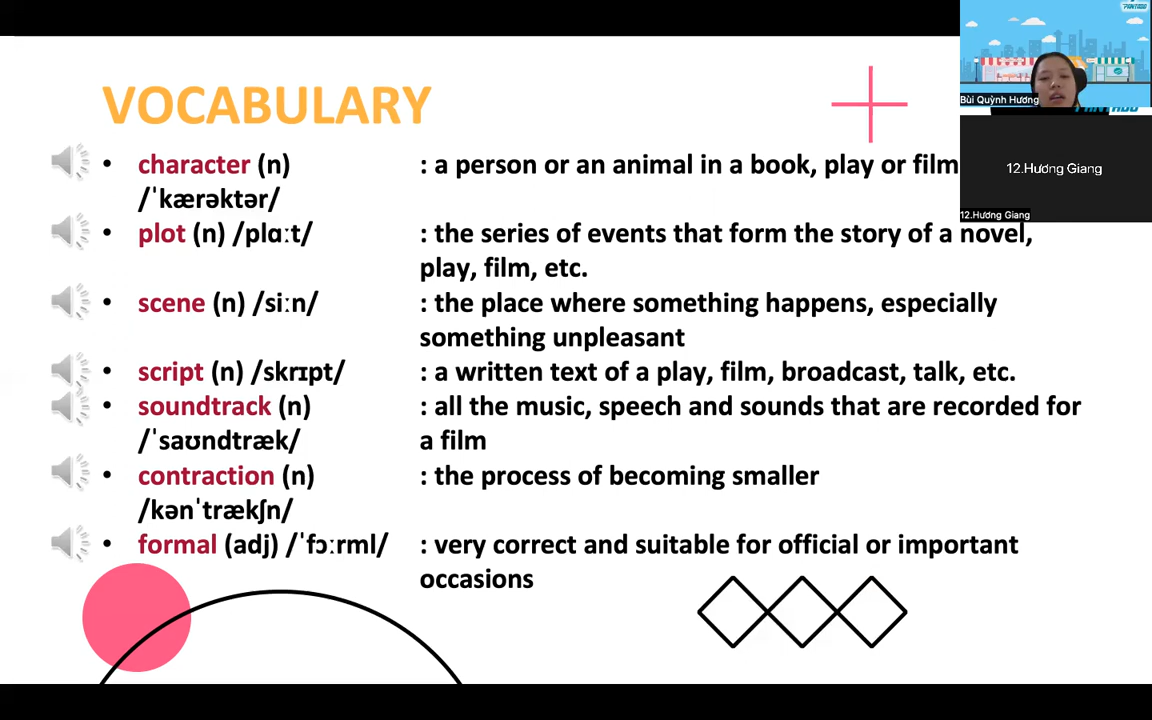 VOCABULARY
• character (n) : a person or an animal in a book, play or film
/ˈkærəktər/
• plot (n) /plɑːt/ : the series of events that form the story of a novel,
play, film, etc.
• scene (n) /siːn/ : the place where something happens, especially
something unpleasant
• script (n) /skrɪpt/ : a written text of a play, film, broadcast, talk, etc.
• soundtrack (n) : all the music, speech and sounds that are recorded for
/ˈsaʊndtræk/ a film
• contraction (n) : the process of becoming smaller
/kənˈtrækʃn/
• formal (adj) /ˈfɔːrml/ : very correct and suitable for official or important
occasions
PANTADO
Bùi Quỳnh Hương
12.Hương Giang
12.Hương Giang